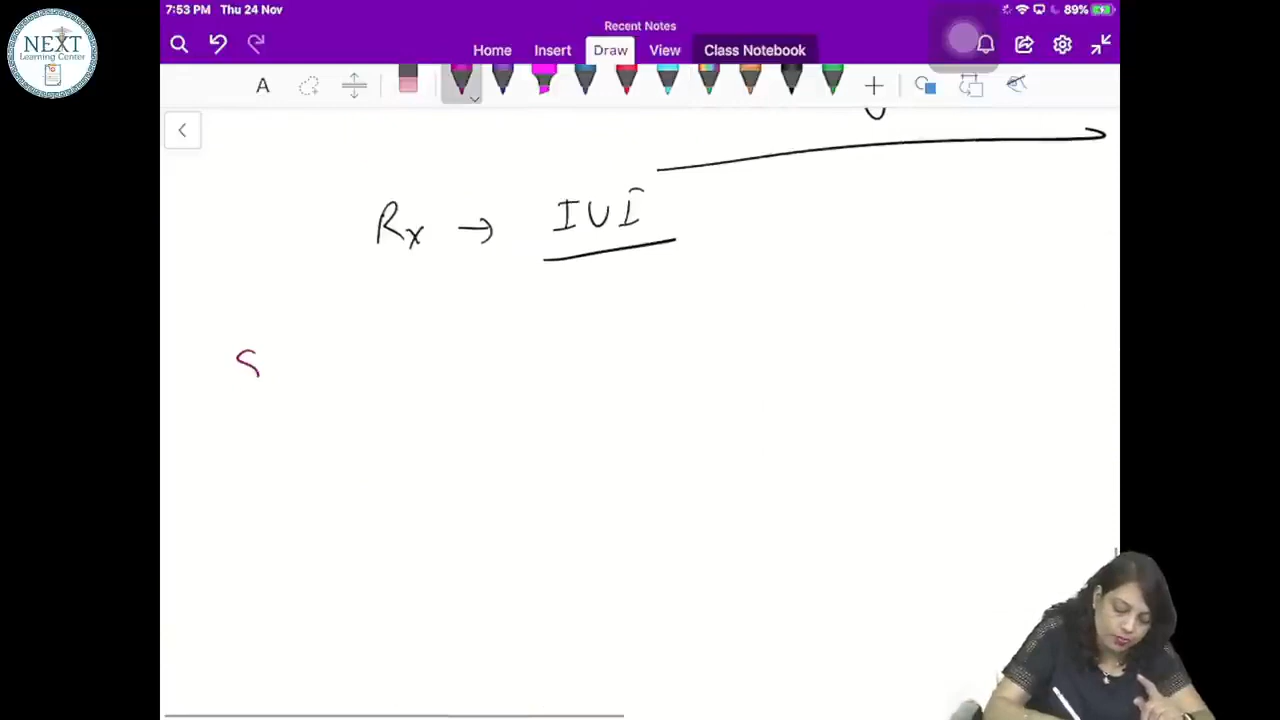 7:53 PM Thu 24 Nov
89%
Recent Notes
NEXT
Learning Center
Home Insert Draw View Class Notebook
A
Rx → IUI
S